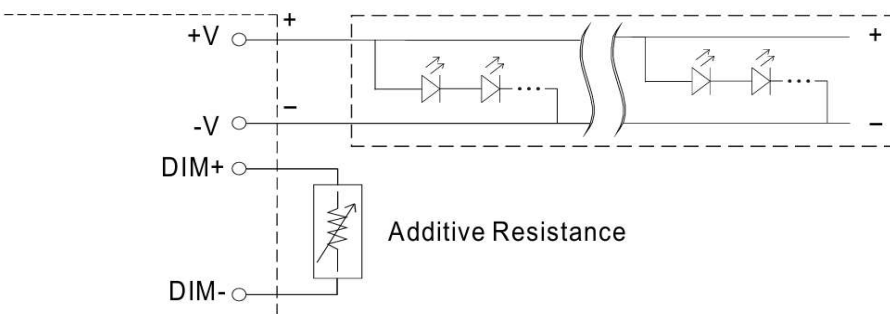 +V
+
+
-V
−
−
DIM+
Additive Resistance
DIM-